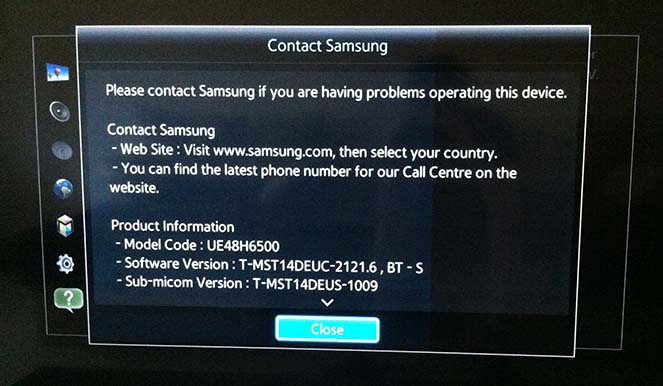 Contact Samsung
Please contact Samsung if you are having problems operating this device.
Contact Samsung
- Web Site : Visit www.samsung.com, then select your country.
- You can find the latest phone number for our Call Centre on the
website.
Product Information
- Model Code : UE48H6500
- Software Version : T-MST14DEUC-2121.6 , BT - S
- Sub-micom Version : T-MST14DEUS-1009
Close